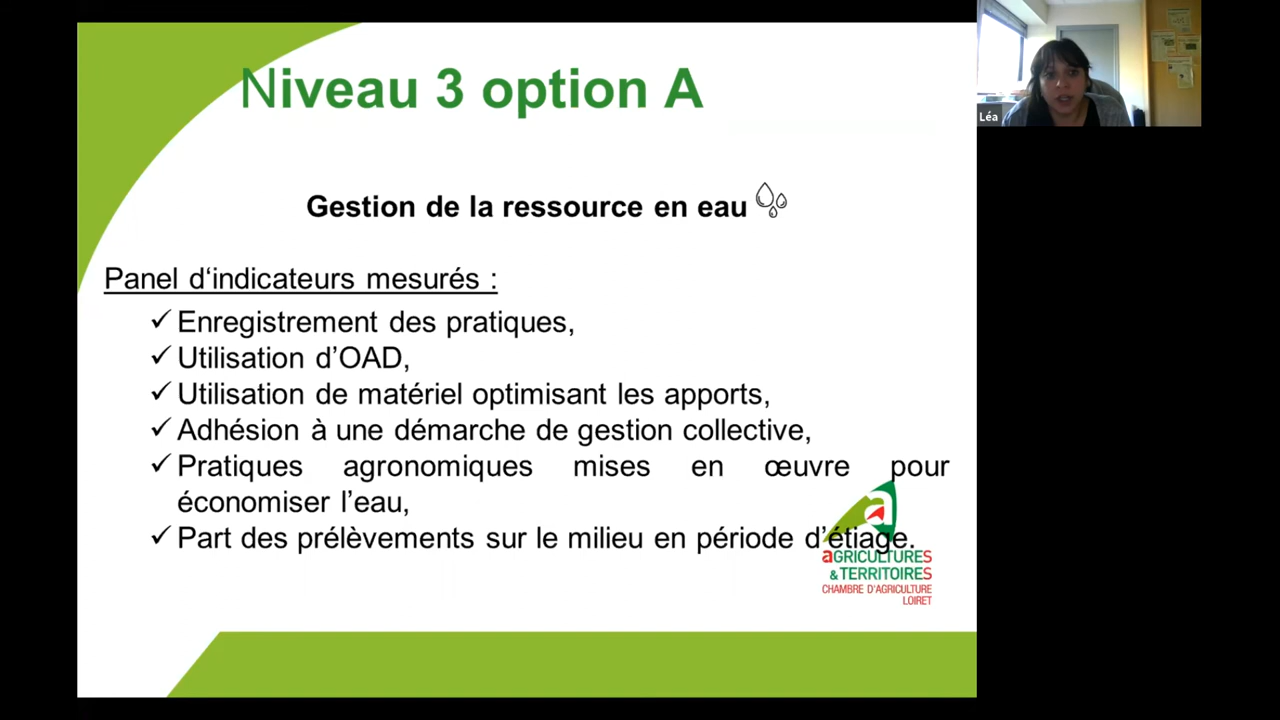 Niveau 3 option A
Léa
Gestion de la ressource en eau
Panel d‘indicateurs mesurés :
✓ Enregistrement des pratiques,
✓ Utilisation d’OAD,
✓ Utilisation de matériel optimisant les apports,
✓ Adhésion à une démarche de gestion collective,
✓ Pratiques agronomiques mises en œuvre pour
économiser l’eau,
✓ Part des prélèvements sur le milieu en période d’étiage.
aGRICULTURES
& TERRITOIRES
CHAMBRE D’AGRICULTURE
LOIRET